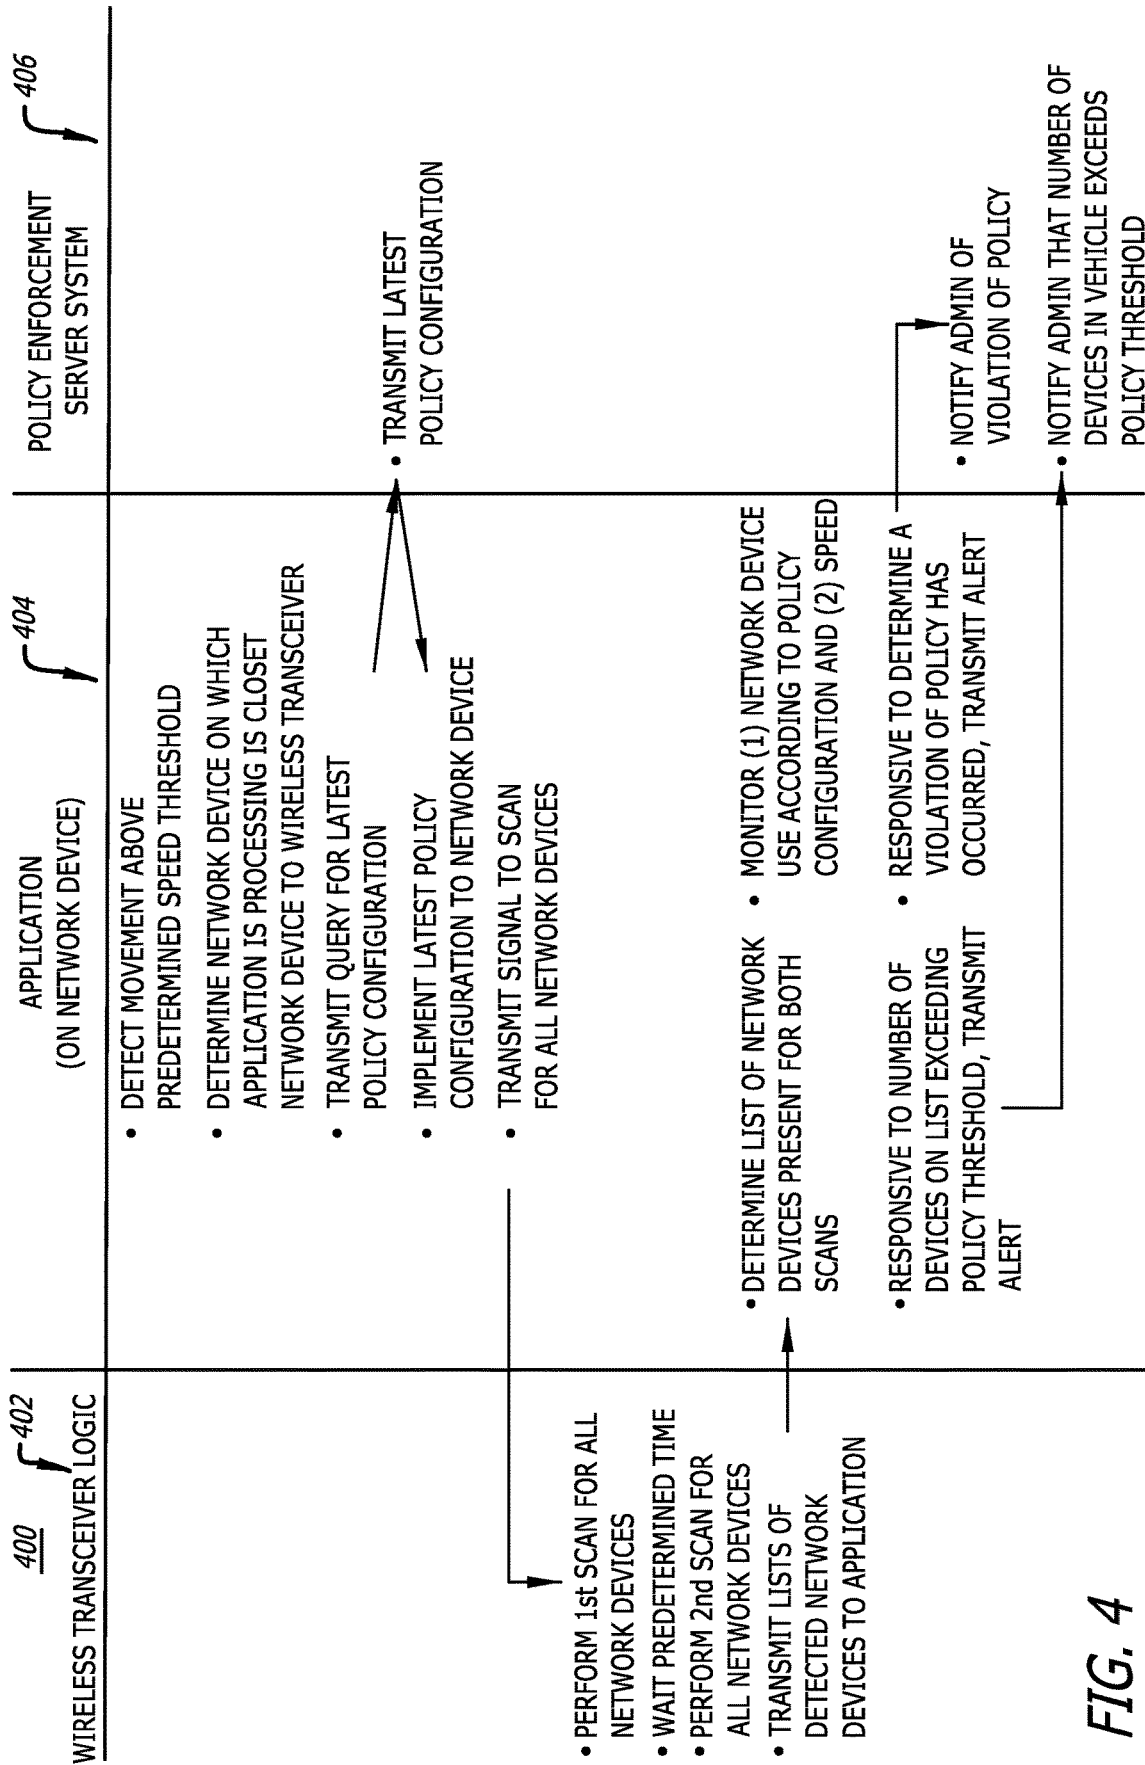 400
402
WIRELESS TRANSCEIVER LOGIC
404
APPLICATION
(ON NETWORK DEVICE)
406
POLICY ENFORCEMENT
SERVER SYSTEM
• DETECT MOVEMENT ABOVE
PREDETERMINED SPEED THRESHOLD
• DETERMINE NETWORK DEVICE ON WHICH
APPLICATION IS PROCESSING IS CLOSET
NETWORK DEVICE TO WIRELESS TRANSCEIVER
• TRANSMIT QUERY FOR LATEST
POLICY CONFIGURATION
• TRANSMIT LATEST
POLICY CONFIGURATION
• IMPLEMENT LATEST POLICY
CONFIGURATION TO NETWORK DEVICE
• TRANSMIT SIGNAL TO SCAN
FOR ALL NETWORK DEVICES
• PERFORM 1st SCAN FOR ALL
NETWORK DEVICES
• WAIT PREDETERMINED TIME
• PERFORM 2nd SCAN FOR
ALL NETWORK DEVICES
• TRANSMIT LISTS OF
DETECTED NETWORK
DEVICES TO APPLICATION
• DETERMINE LIST OF NETWORK
DEVICES PRESENT FOR BOTH
SCANS
• RESPONSIVE TO NUMBER OF
DEVICES ON LIST EXCEEDING
POLICY THRESHOLD, TRANSMIT
ALERT
• MONITOR (1) NETWORK DEVICE
USE ACCORDING TO POLICY
CONFIGURATION AND (2) SPEED
• RESPONSIVE TO DETERMINE A
VIOLATION OF POLICY HAS
OCCURRED, TRANSMIT ALERT
• NOTIFY ADMIN OF
VIOLATION OF POLICY
• NOTIFY ADMIN THAT NUMBER OF
DEVICES IN VEHICLE EXCEEDS
POLICY THRESHOLD
FIG. 4